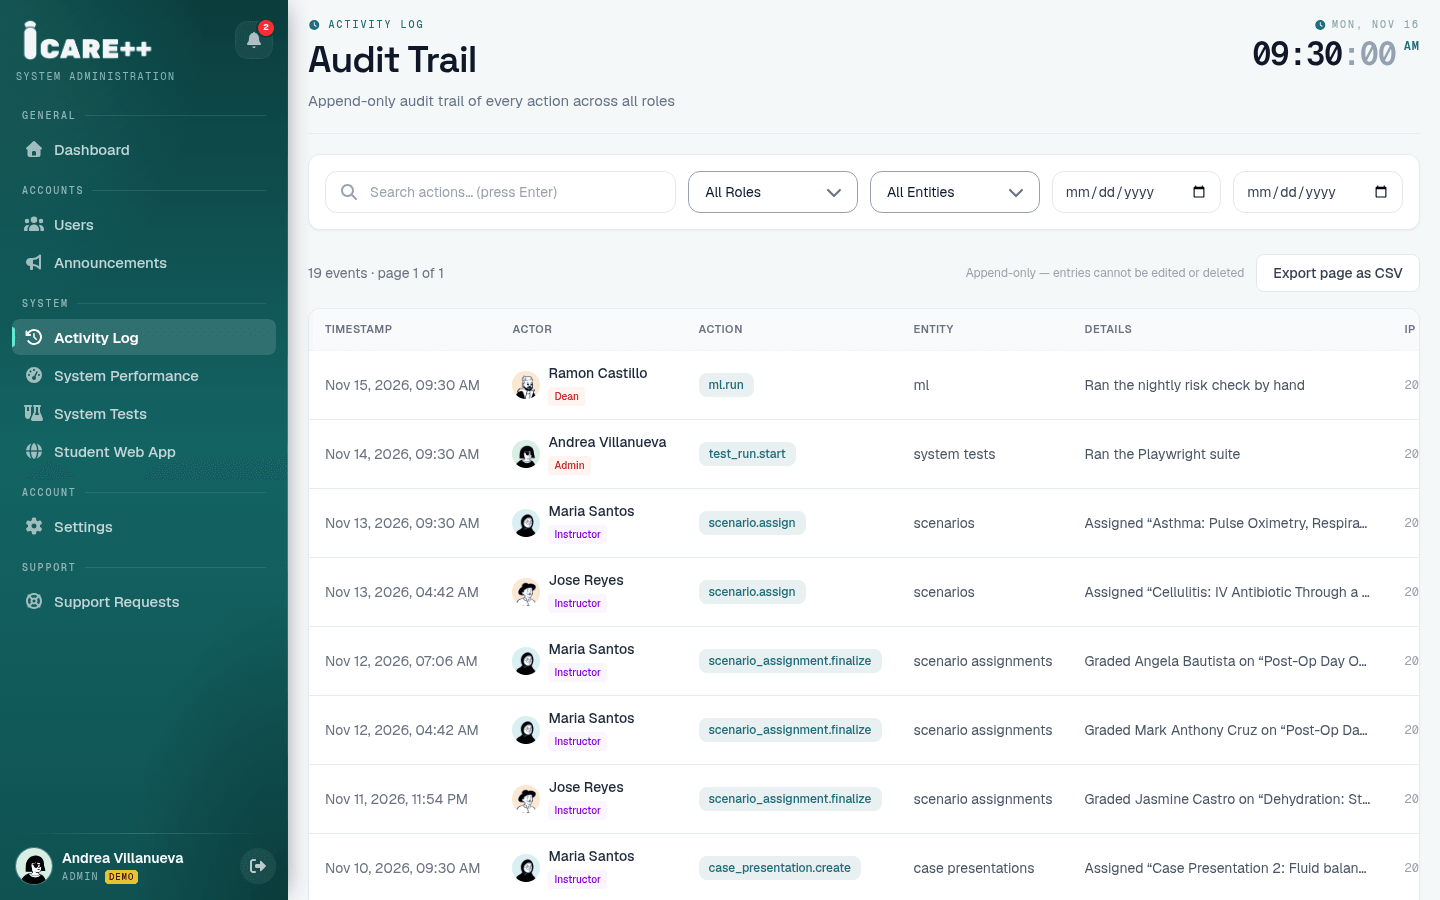 iCARE++
2
SYSTEM ADMINISTRATION
GENERAL
Dashboard
ACCOUNTS
Users
Announcements
SYSTEM
Activity Log
System Performance
System Tests
Student Web App
ACCOUNT
Settings
SUPPORT
Support Requests
Andrea Villanueva
ADMIN DEMO
ACTIVITY LOG
Audit Trail
Append-only audit trail of every action across all roles
MON, NOV 16
09:30:00 AM
Search actions... (press Enter)
All Roles
All Entities
mm/dd/yyyy
mm/dd/yyyy
19 events · page 1 of 1
Append-only — entries cannot be edited or deleted
Export page as CSV
TIMESTAMP ACTOR ACTION ENTITY DETAILS IP
Nov 15, 2026, 09:30 AM Ramon Castillo Dean ml.run ml Ran the nightly risk check by hand 20
Nov 14, 2026, 09:30 AM Andrea Villanueva Admin test_run.start system tests Ran the Playwright suite 20
Nov 13, 2026, 09:30 AM Maria Santos Instructor scenario.assign scenarios Assigned “Asthma: Pulse Oximetry, Respira... 20
Nov 13, 2026, 04:42 AM Jose Reyes Instructor scenario.assign scenarios Assigned “Cellulitis: IV Antibiotic Through a ... 20
Nov 12, 2026, 07:06 AM Maria Santos Instructor scenario_assignment.finalize scenario assignments Graded Angela Bautista on “Post-Op Day O... 20
Nov 12, 2026, 04:42 AM Maria Santos Instructor scenario_assignment.finalize scenario assignments Graded Mark Anthony Cruz on “Post-Op Da... 20
Nov 11, 2026, 11:54 PM Jose Reyes Instructor scenario_assignment.finalize scenario assignments Graded Jasmine Castro on “Dehydration: St... 20
Nov 10, 2026, 09:30 AM Maria Santos Instructor case_presentation.create case presentations Assigned “Case Presentation 2: Fluid balan... 20